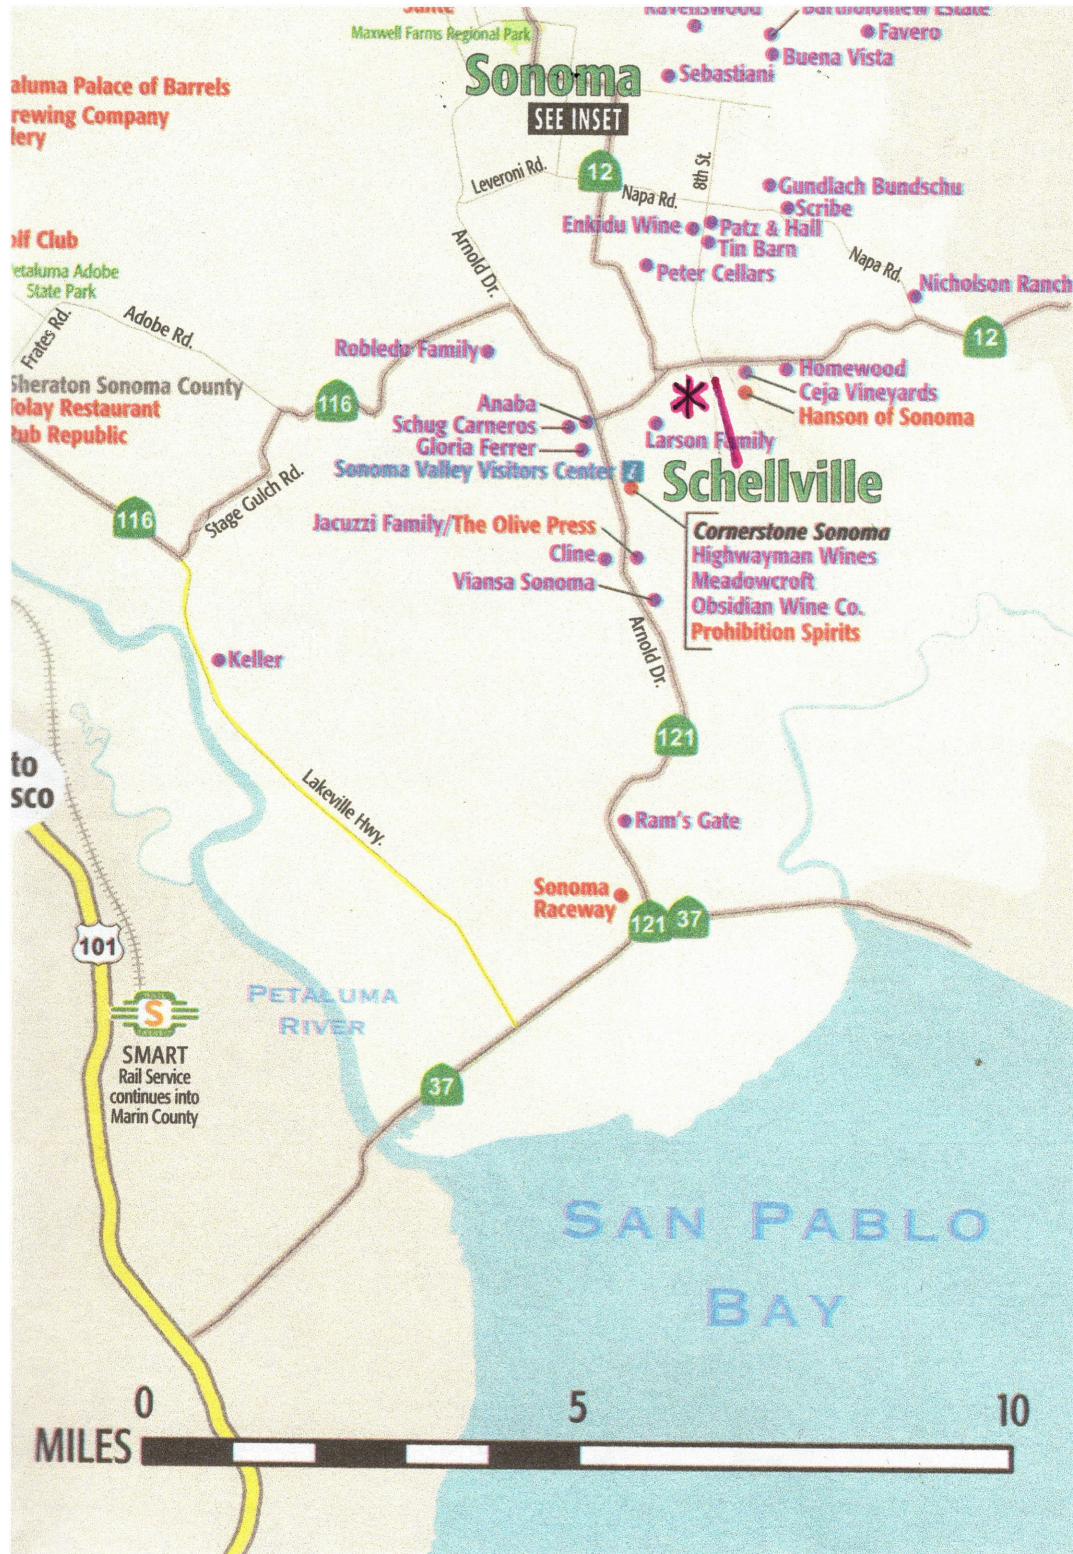 Ravenswood
Bartholomew Estate
Maxwell Farms Regional Park
Favero
Buena Vista
Sebastiani
Sonoma
SEE INSET
aluma Palace of Barrels
rewing Company
lery
12
8th St.
Leveroni Rd.
Napa Rd.
Gundlach Bundschu
Scribe
Enkidu Wine
Patz & Hall
Tin Barn
Peter Cellars
Napa Rd.
Nicholson Ranch
Arnold Dr.
olf Club
etaluma Adobe
State Park
Frates Rd.
Adobe Rd.
12
Robledo Family
Homewood
Ceja Vineyards
Hanson of Sonoma
Sheraton Sonoma County
Tolay Restaurant
Pub Republic
116
Anaba
Schug Carneros
Gloria Ferrer
Larson Family
Sonoma Valley Visitors Center
Schellville
116
Stage Gulch Rd.
Jacuzzi Family/The Olive Press
Cline
Viansa Sonoma
Cornerstone Sonoma
Highwayman Wines
Meadowcroft
Obsidian Wine Co.
Prohibition Spirits
Arnold Dr.
Keller
121
to
sco
Lakeville Hwy.
Ram's Gate
Sonoma
Raceway
121
37
101
PETALUMA
RIVER
S
SMART
Rail Service
continues into
Marin County
37
SAN PABLO
BAY
0 5 10
MILES